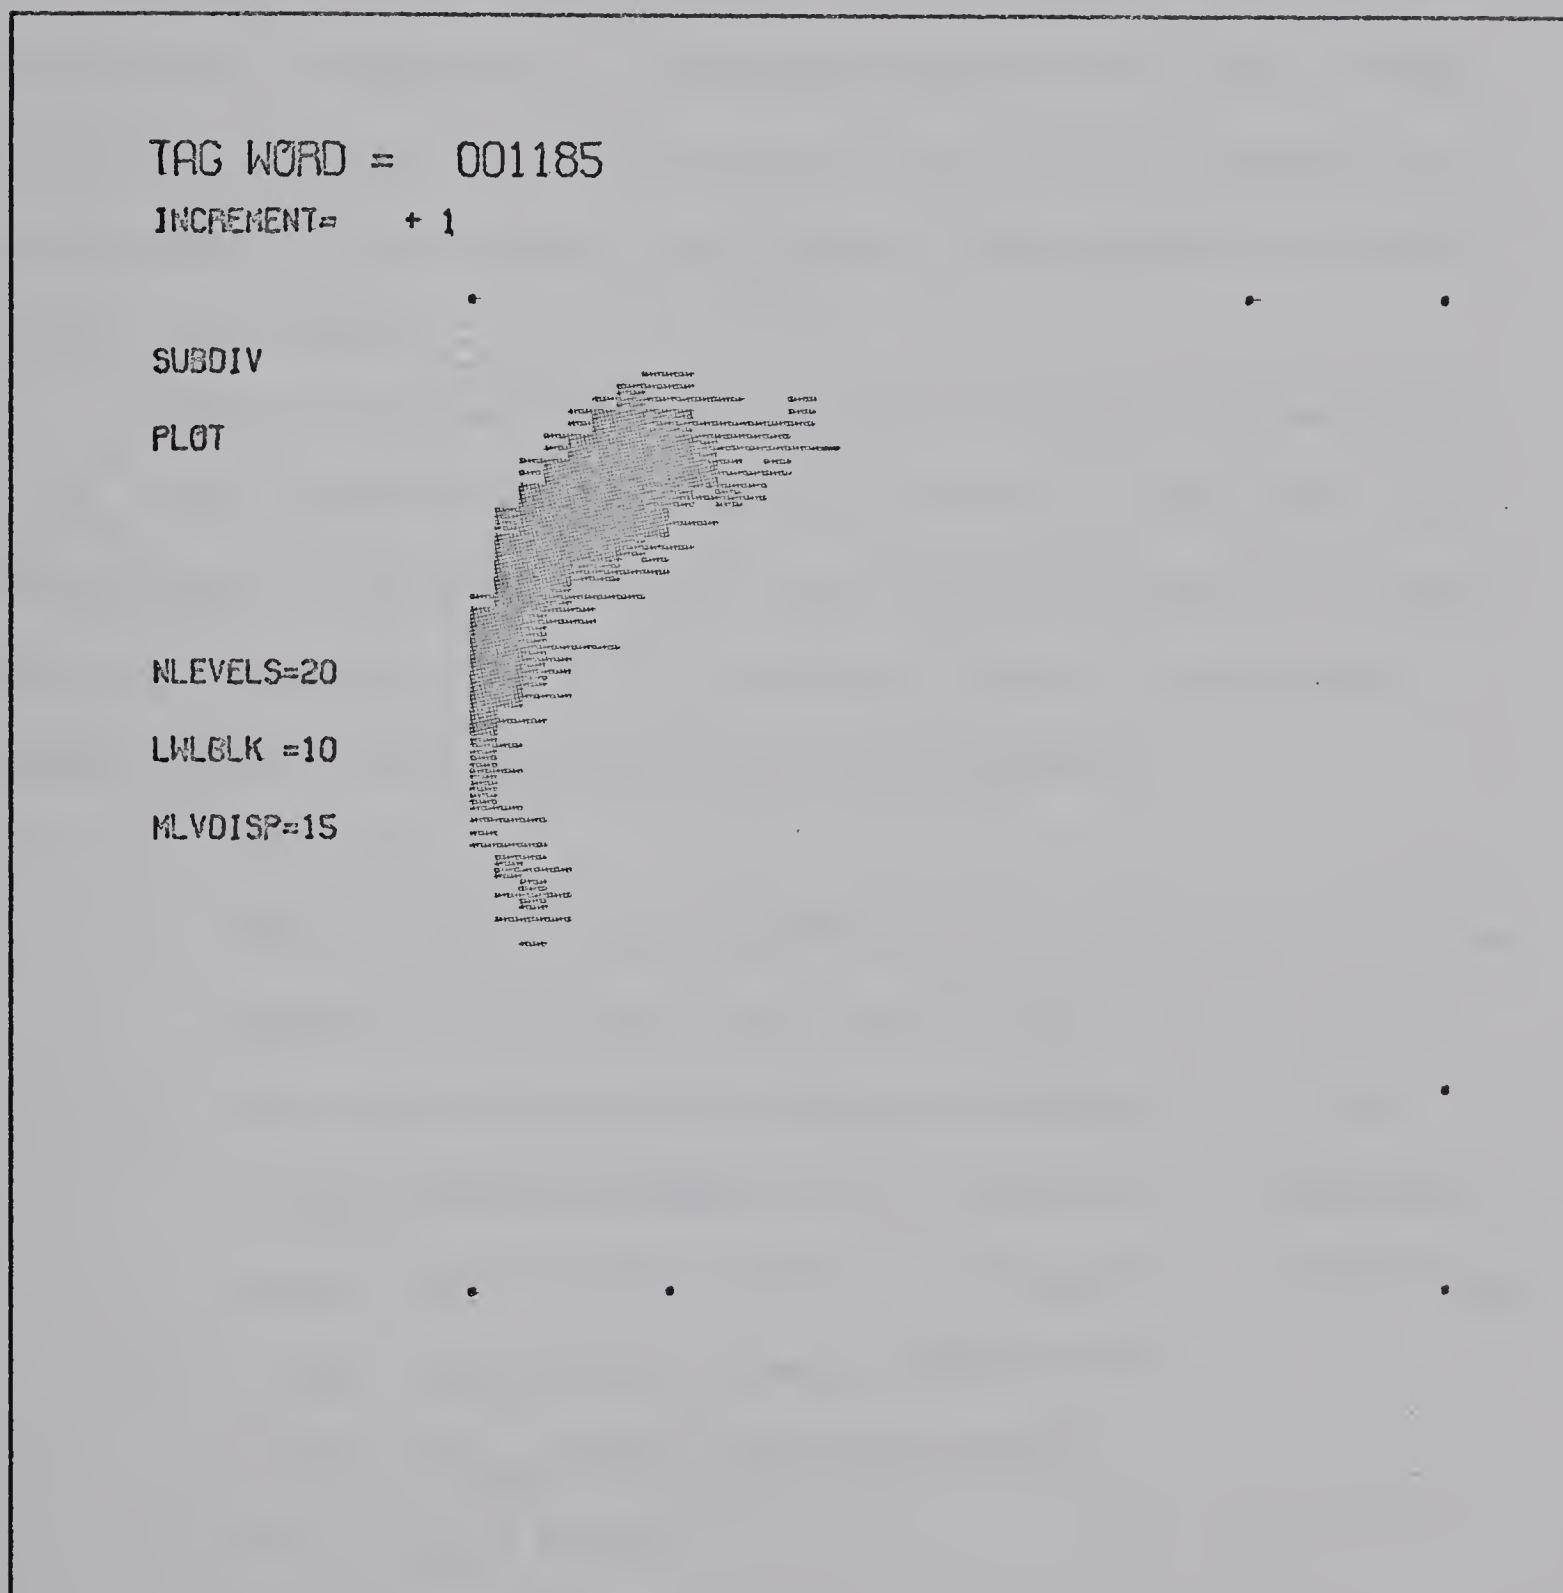 TAG WORD = 001185
INCREMENT= + 1
SUBDIV
PLOT
NLEVELS=20
LWLBLK =10
MLVDISP=15